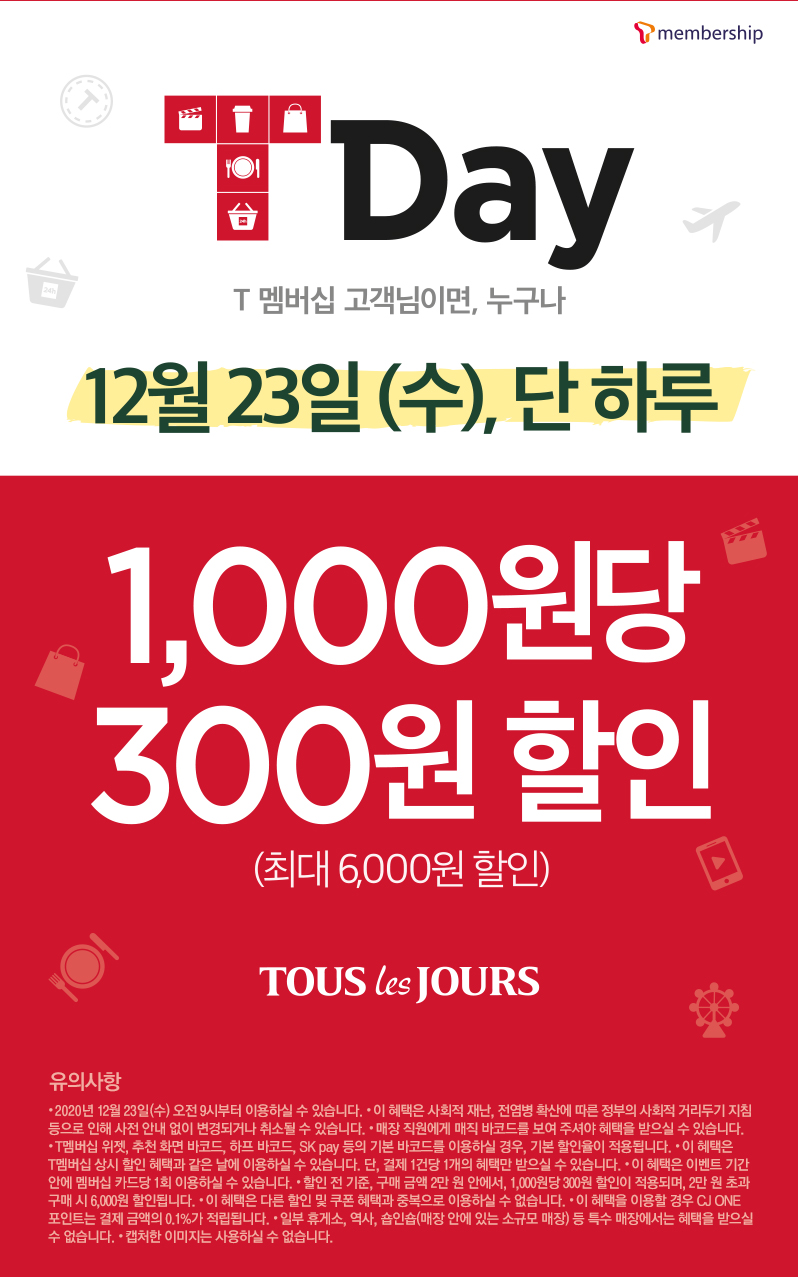 membership
T Day
T 멤버십 고객님이면, 누구나
24h
12월 23일 (수), 단 하루
1,000원당
300원 할인
(최대 6,000원 할인)
TOUS les JOURS
유의사항
• 2020년 12월 23일(수) 오전 9시부터 이용하실 수 있습니다. • 이 혜택은 사회적 재난, 전염병 확산에 따른 정부의 사회적 거리두기 지침
등으로 인해 사전 안내 없이 변경되거나 취소될 수 있습니다. • 매장 직원에게 매직 바코드를 보여 주셔야 혜택을 받으실 수 있습니다.
• T멤버십 위젯, 추천 화면 바코드, 하프 바코드, SK pay 등의 기본 바코드를 이용하실 경우, 기본 할인율이 적용됩니다. • 이 혜택은
T멤버십 상시 할인 혜택과 같은 날에 이용하실 수 있습니다. 단, 결제 1건당 1개의 혜택만 받으실 수 있습니다. • 이 혜택은 이벤트 기간
안에 멤버십 카드당 1회 이용하실 수 있습니다. • 할인 전 기준, 구매 금액 2만 원 안에서, 1,000원당 300원 할인이 적용되며, 2만 원 초과
구매 시 6,000원 할인됩니다. • 이 혜택은 다른 할인 및 쿠폰 혜택과 중복으로 이용하실 수 없습니다. • 이 혜택을 이용할 경우 CJ ONE
포인트는 결제 금액의 0.1%가 적립됩니다. • 일부 휴게소, 역사, 숍인숍(매장 안에 있는 소규모 매장) 등 특수 매장에서는 혜택을 받으실
수 없습니다. • 캡처한 이미지는 사용하실 수 없습니다.